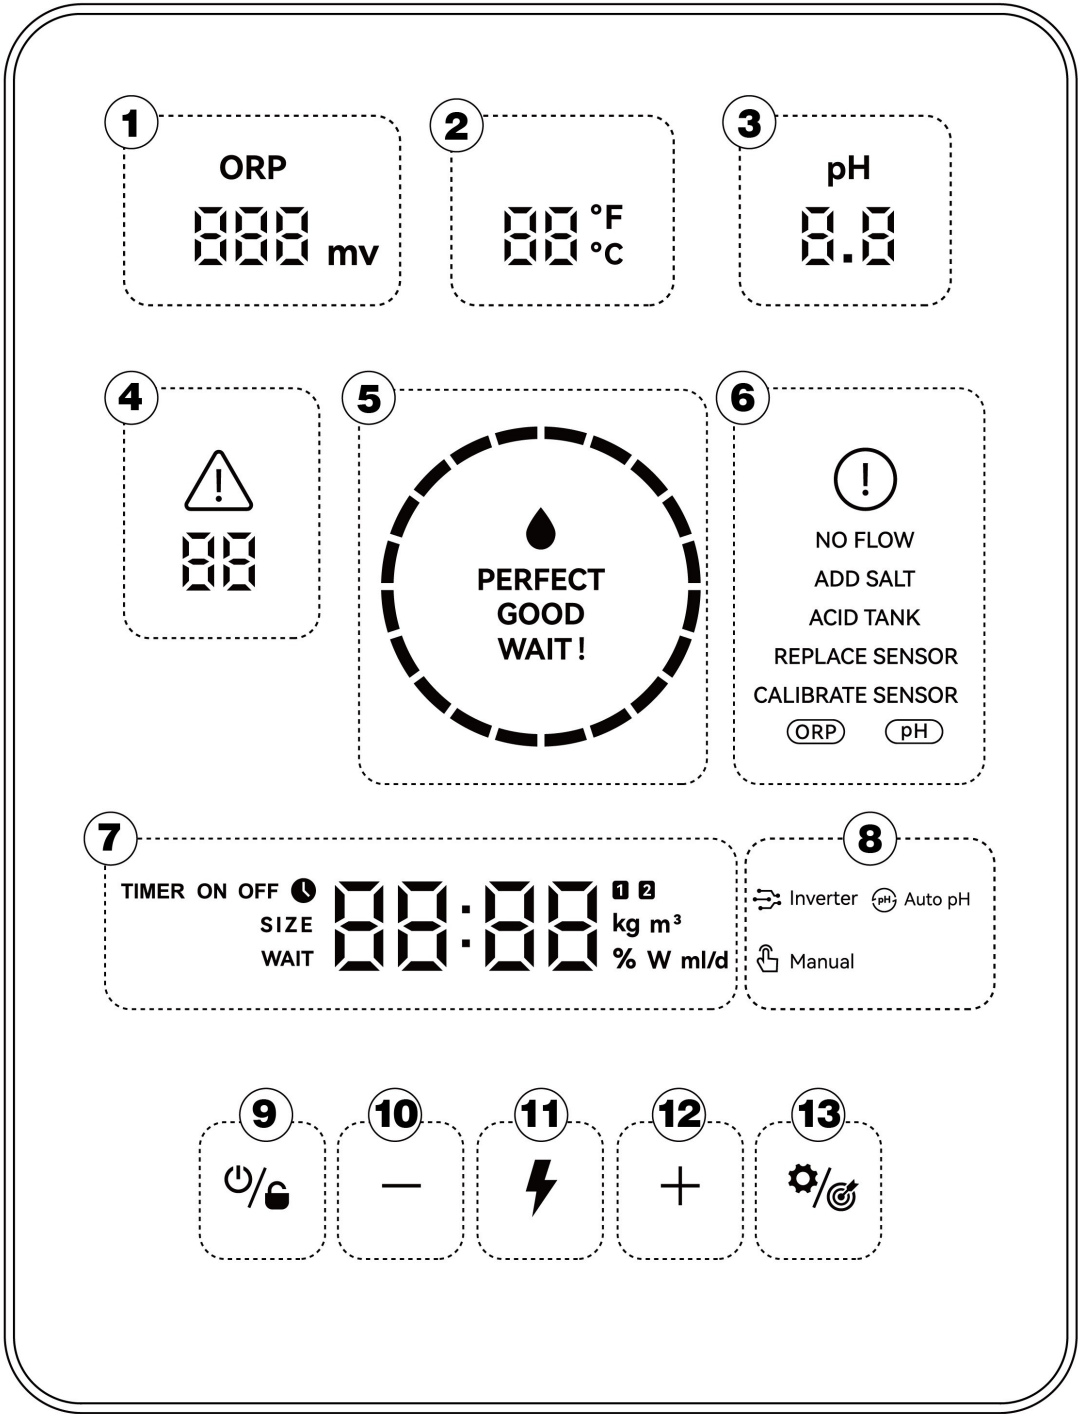 1
2
3
ORP
888 mv
88 °F
°C
pH
8.8
4
5
6
!
88
PERFECT
GOOD
WAIT !
!
NO FLOW
ADD SALT
ACID TANK
REPLACE SENSOR
CALIBRATE SENSOR
ORP pH
7
TIMER ON OFF
SIZE
WAIT
88:88
1 2
kg m³
% W ml/d
8
Inverter pH Auto pH
Manual
9
10
11
12
13
/
−
+
/